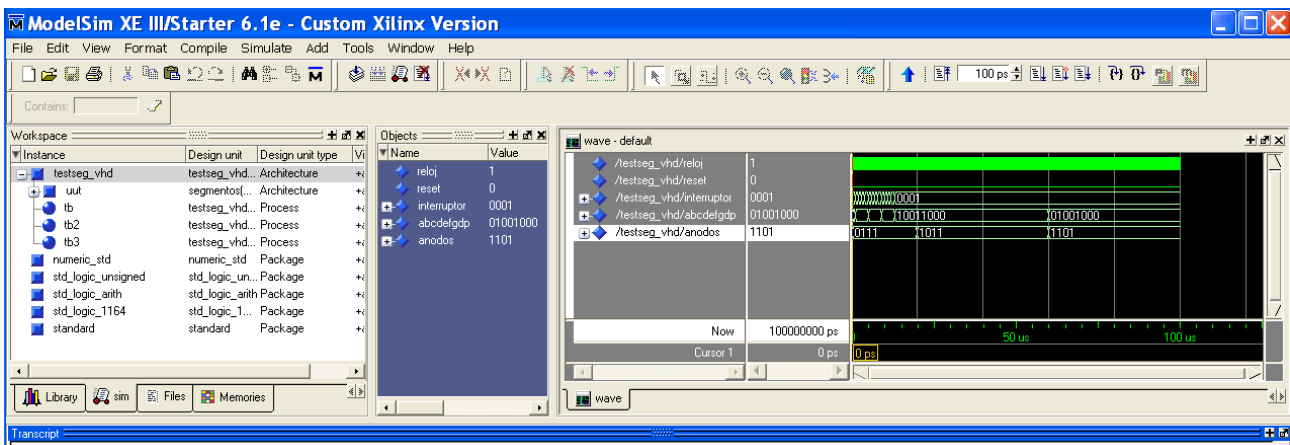 ModelSim XE III/Starter 6.1e - Custom Xilinx Version
File Edit View Format Compile Simulate Add Tools Window Help
100 ps
Contains:
Workspace
Instance Design unit Design unit type Vi
testseg_vhd testseg_vhd... Architecture +a
uut segmentos(... Architecture +a
tb testseg_vhd... Process +a
tb2 testseg_vhd... Process +a
tb3 testseg_vhd... Process +a
numeric_std numeric_std Package +a
std_logic_unsigned std_logic_un... Package +a
std_logic_arith std_logic_arith Package +a
std_logic_1164 std_logic_1... Package +a
standard standard Package +a
Library sim Files Memories
Objects
Name Value
reloj 1
reset 0
interruptor 0001
abcdefgdp 01001000
anodos 1101
wave - default
/testseg_vhd/reloj 1
/testseg_vhd/reset 0
/testseg_vhd/interruptor 0001 0001
/testseg_vhd/abcdefgdp 01001000 10011000 01001000
/testseg_vhd/anodos 1101 0111 1011 1101
Now 100000000 ps 50 us 100 us
Cursor 1 0 ps 0 ps
wave
Transcript